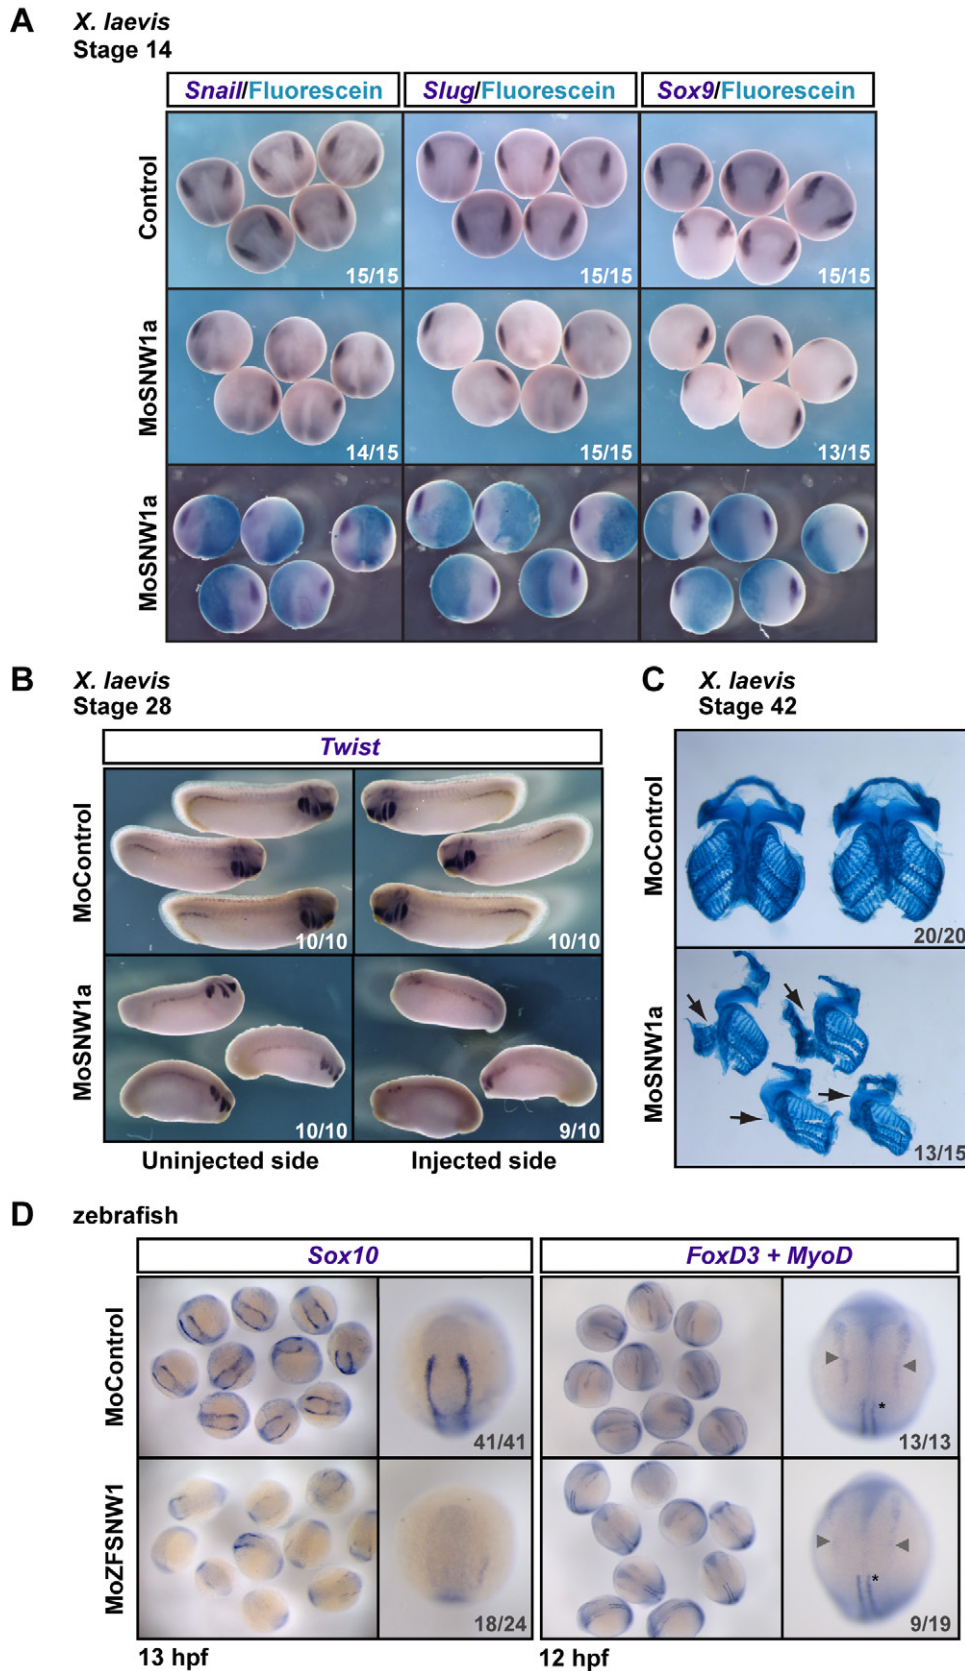 A
X. laevis
Stage 14
Snail/Fluorescein
Slug/Fluorescein
Sox9/Fluorescein
Control
15/15
15/15
15/15
MoSNW1a
14/15
15/15
13/15
MoSNW1a
B
X. laevis
Stage 28
Twist
MoControl
10/10
10/10
MoSNW1a
10/10
9/10
Uninjected side
Injected side
C
X. laevis
Stage 42
MoControl
20/20
MoSNW1a
13/15
D
zebrafish
Sox10
FoxD3 + MyoD
MoControl
41/41
*
13/13
MoZFSNW1
18/24
*
9/19
13 hpf
12 hpf